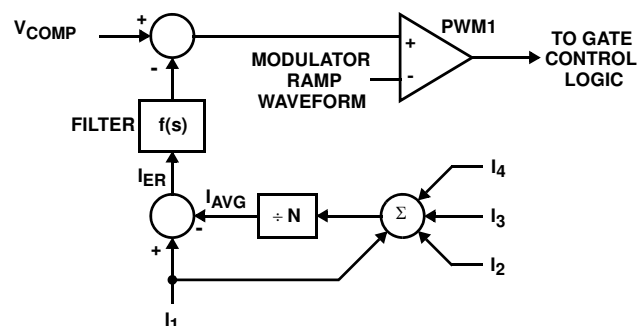 V_COMP
+
-
PWM1
+
-
MODULATOR
RAMP
WAVEFORM
TO GATE
CONTROL
LOGIC
FILTER
f(s)
I_ER
I_AVG
÷ N
Σ
I_4
I_3
I_2
-
+
I_1